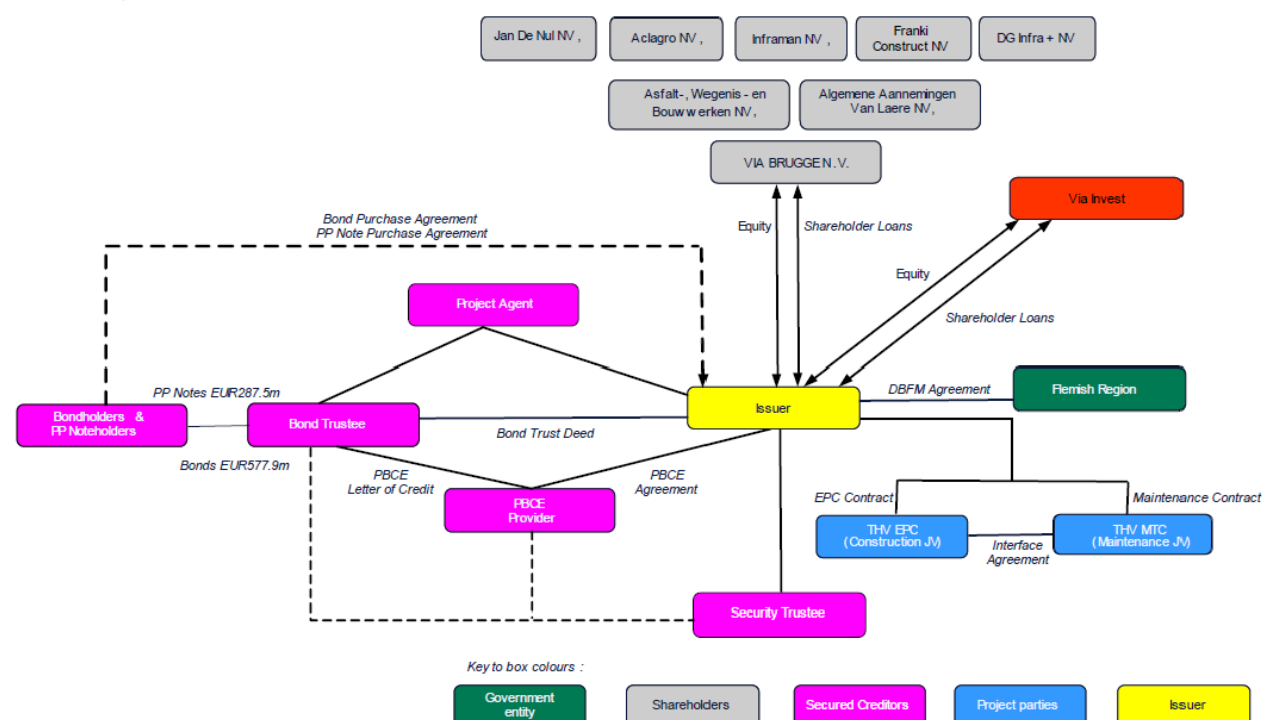 Jan De Nul NV ,
Aclagro NV ,
Inframan NV ,
Franki
Construct NV
DG Infra + NV
Asfalt-, Wegenis - en
Bouwwerken NV,
Algemene Aannemingen
Van Laere NV,
VIA BRUGGE N.V.
Via Invest
Bond Purchase Agreement
PP Note Purchase Agreement
Equity
Shareholder Loans
Equity
Shareholder Loans
Project Agent
PP Notes EUR287.5m
DBFM Agreement
Flemish Region
Issuer
Bondholders &
PP Noteholders
Bond Trustee
Bond Trust Deed
Bonds EUR577.9m
PBCE
Letter of Credit
PBCE
Agreement
PBCE
Provider
EPC Contract
Maintenance Contract
THV EPC
(Construction JV)
Interface
Agreement
THV MTC
(Maintenance JV)
Security Trustee
Key to box colours :
Government
entity
Shareholders
Secured Creditors
Project parties
Issuer